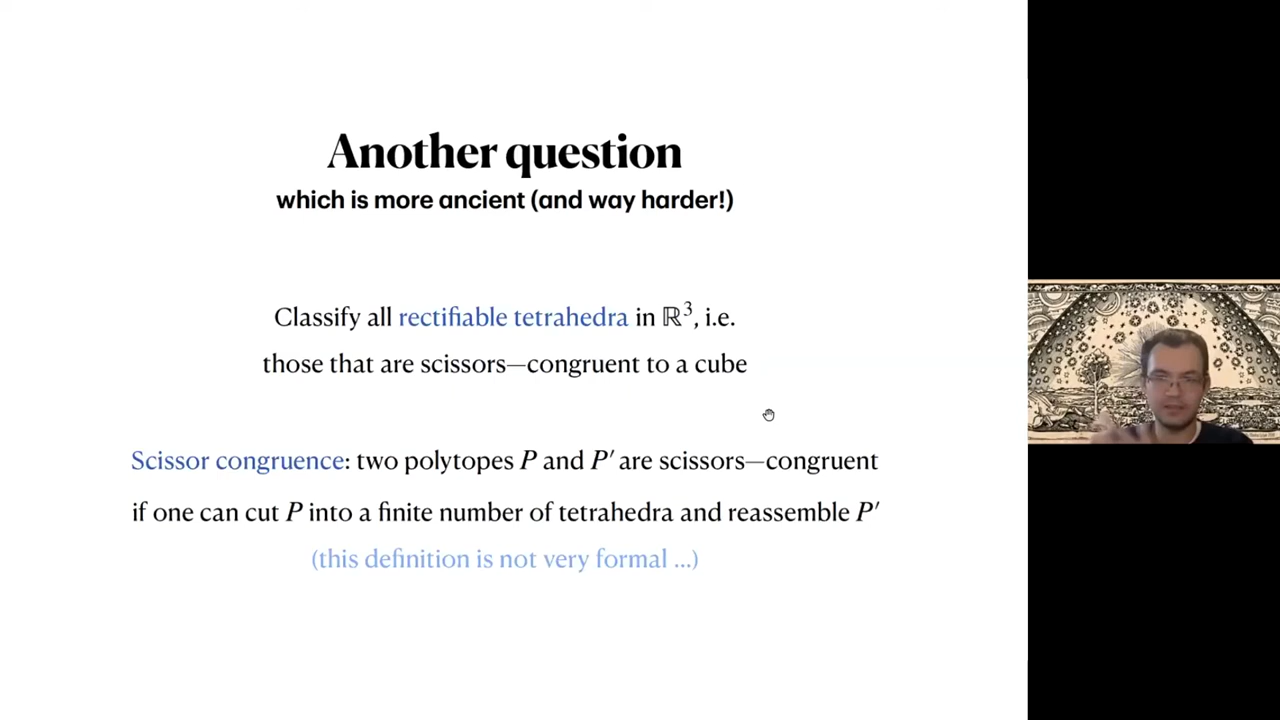 Another question
which is more ancient (and way harder!)
Classify all rectifiable tetrahedra in ℝ³, i.e.
those that are scissors—congruent to a cube
Scissor congruence: two polytopes P and P′ are scissors—congruent
if one can cut P into a finite number of tetrahedra and reassemble P′
(this definition is not very formal ...)